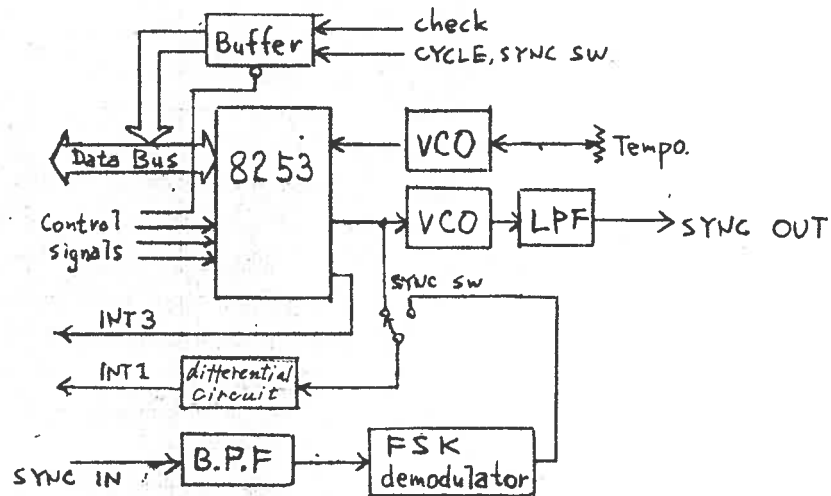 check
Buffer
CYCLE, SYNC SW
8253
VCO
Tempo.
Data Bus
VCO
LPF
SYNC OUT
Control
signals
SYNC SW
INT3
INT1
differential
circuit
SYNC IN
B.P.F
FSK
demodulator